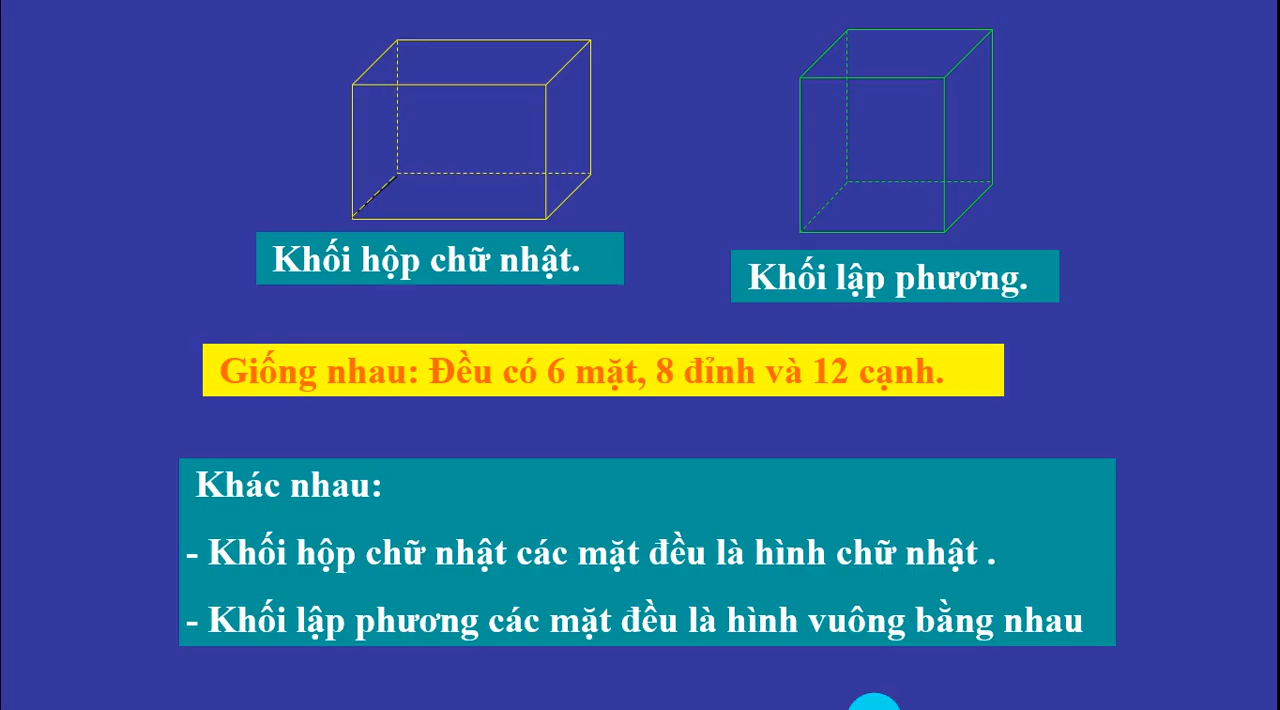 Khối hộp chữ nhật.
Khối lập phương.
Giống nhau: Đều có 6 mặt, 8 đỉnh và 12 cạnh.
Khác nhau:
- Khối hộp chữ nhật các mặt đều là hình chữ nhật .
- Khối lập phương các mặt đều là hình vuông bằng nhau